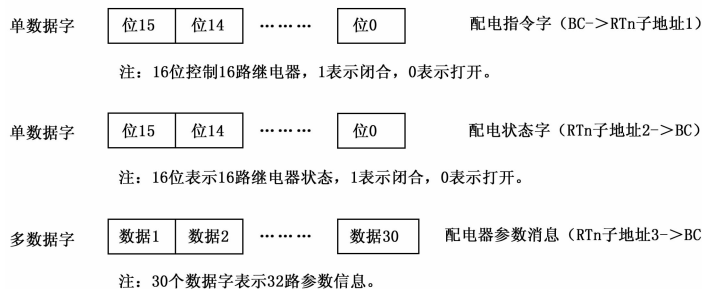 单数据字 位15 位14 ……… 位0 配电指令字（BC->RTn子地址1）
注：16位控制16路继电器，1表示闭合，0表示打开。
单数据字 位15 位14 ……… 位0 配电状态字（RTn子地址2->BC）
注：16位表示16路继电器状态，1表示闭合，0表示打开。
多数据字 数据1 数据2 ……… 数据30 配电器参数消息（RTn子地址3->BC
注：30个数据字表示32路参数信息。